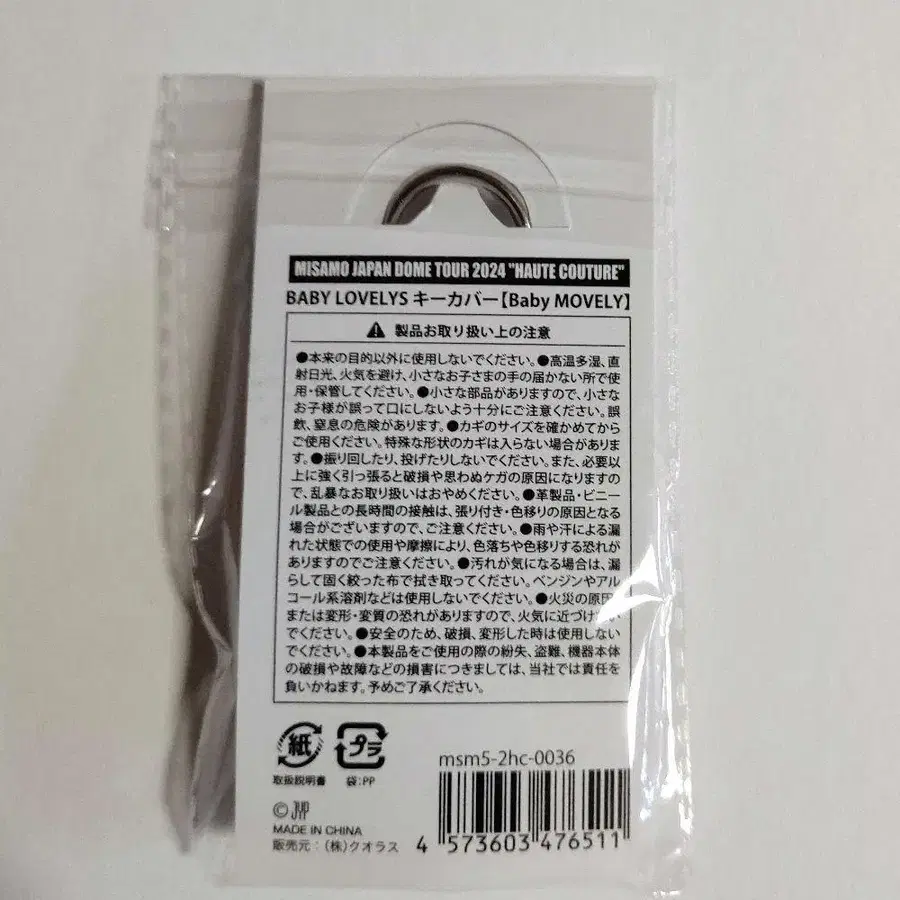 MISAMO JAPAN DOME TOUR 2024 "HAUTE COUTURE"
BABY LOVELYS キーカバー【Baby MOVELY】
製品お取り扱い上の注意
●本来の目的以外に使用しないでください。●高温多湿、直
射日光、火気を避け、小さなお子さまの手の届かない所で使
用・保管してください。●小さな部品がありますので、小さな
お子様が誤って口にしないよう十分にご注意ください。誤
飲、窒息の危険があります。●カギのサイズを確かめてから
ご使用ください。特殊な形状のカギは入らない場合がありま
す。●振り回したり、投げたりしないでください。また、必要以
上に強く引っ張ると破損や思わぬケガの原因になりますの
で、乱暴なお取り扱いはおやめください。●革製品・ビニー
ル製品との長時間の接触は、張り付き・色移りの原因となる
場合がございますので、ご注意ください。●雨や汗による濡
れた状態での使用や摩擦により、色落ちや色移りする恐れが
ありますのでご注意ください。●汚れが気になる場合は、濡
らして固く絞った布で拭き取ってください。ベンジンやアル
コール系溶剤などは使用しないでください。●火災の原因
または変形・変質の恐れがありますので、火気に近づけない
でください。●安全のため、破損、変形した時は使用しない
でください。●本製品をご使用の際の紛失、盗難、機器本体
の破損や故障などの損害につきましては、当社では責任を
負いかねます。予めご了承ください。
紙 プラ
取扱説明書 袋:PP
msm5-2hc-0036
© JYP
MADE IN CHINA
販売元:(株)クオラス
4 573603 476511